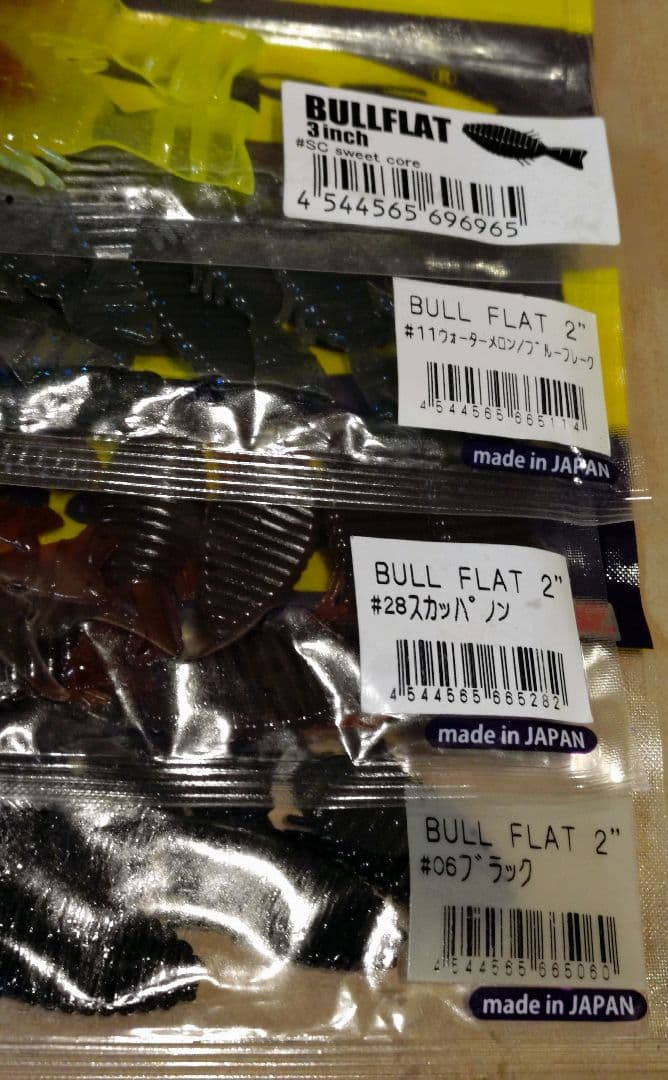 ®
BULLFLAT
3inch
#SC sweet core
4 544565 696965
BULL FLAT 2"
#11ウォーターメロン/ブルーフレーク
4 544565 665114
made in JAPAN
BULL FLAT 2"
#28スカッパノン
4 544565 665282
made in JAPAN
BULL FLAT 2"
#06ブラック
4 544565 665060
made in JAPAN